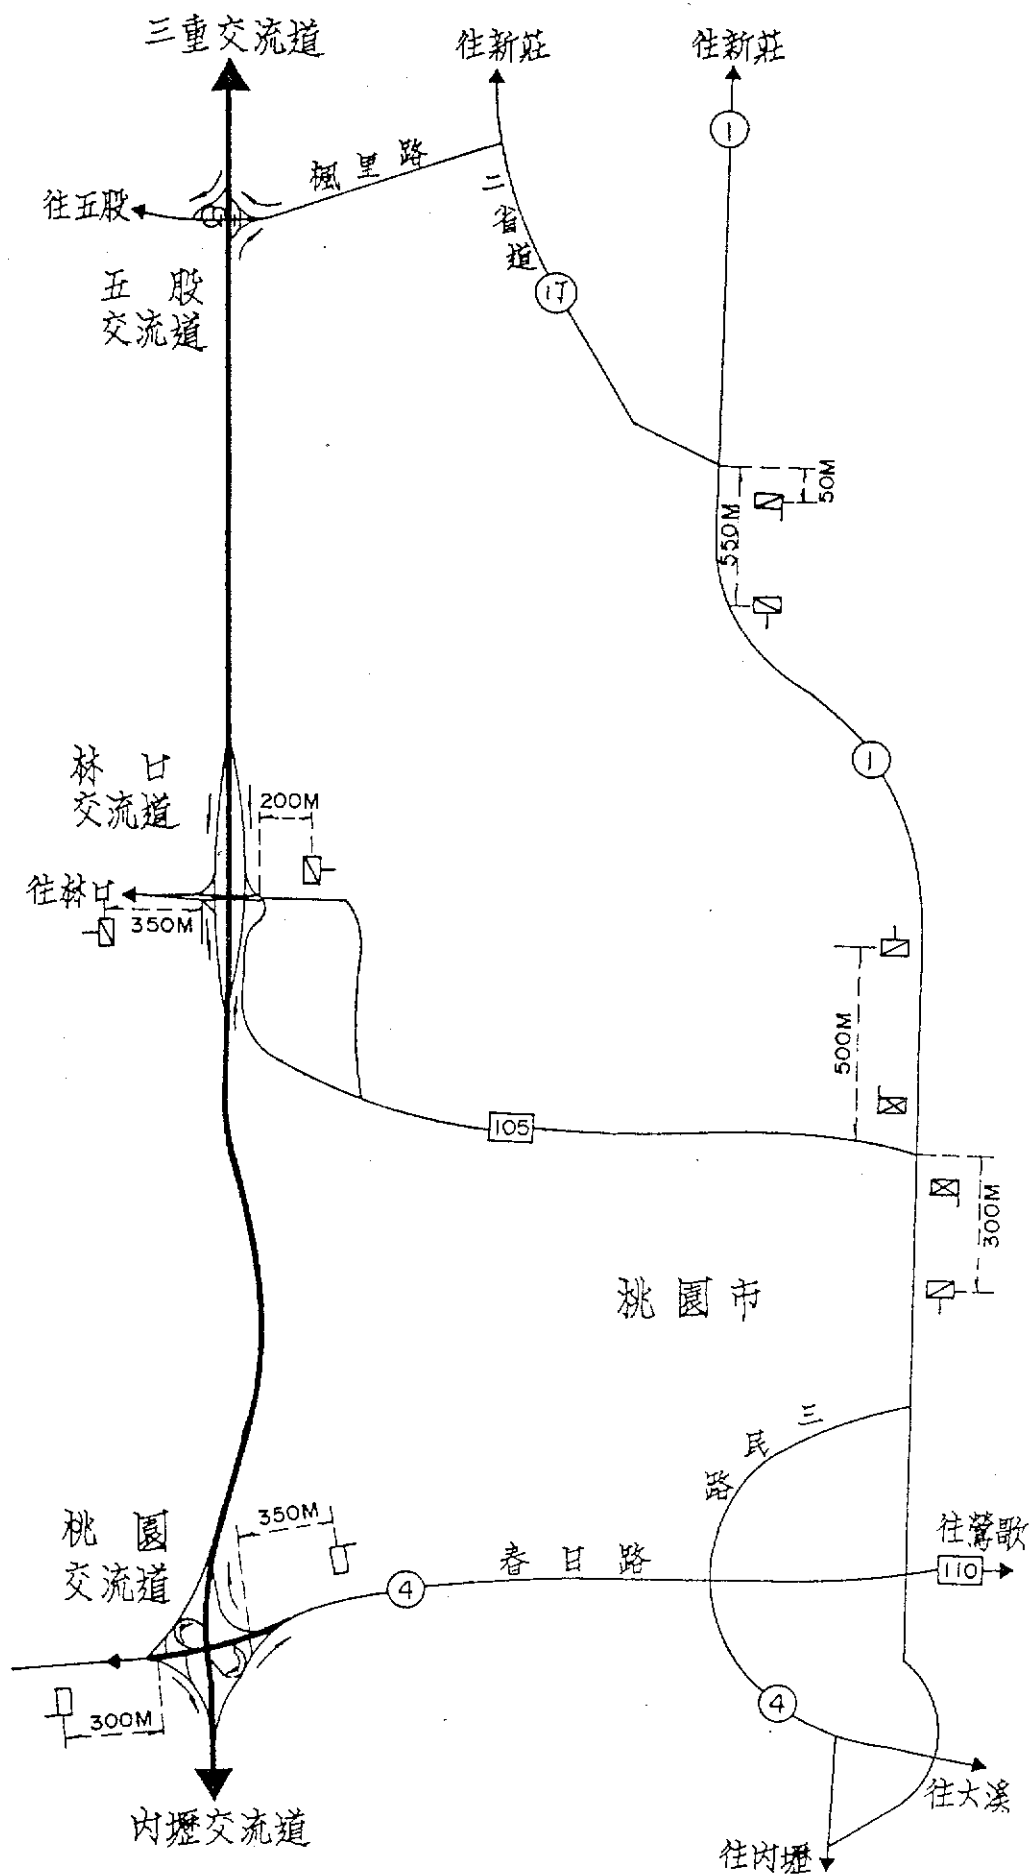 三重交流道
往新莊
往新莊
1
楓里路
往五股
二省道
五股
交流道
1丁
50M
550M
1
林口
交流道
200M
往林口
350M
500M
105
300M
桃園市
三民路
桃園
交流道
350M
春日路
往鶯歌
110
4
300M
4
內壢交流道
往大溪
往內壢